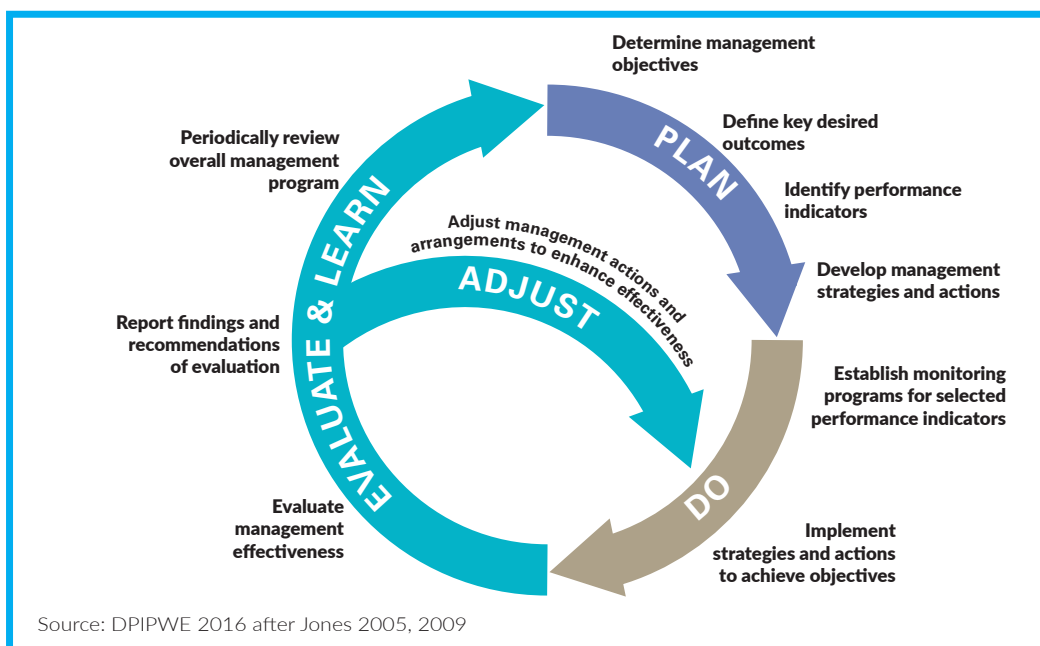 Determine management
objectives
PLAN
Define key desired
outcomes
Identify performance
indicators
Develop management
strategies and actions
Establish monitoring
programs for selected
performance indicators
DO
Implement
strategies and actions
to achieve objectives
Evaluate
management
effectiveness
EVALUATE & LEARN
Report findings and
recommendations
of evaluation
Periodically review
overall management
program
Adjust management actions and
arrangements to enhance effectiveness
ADJUST
Source: DPIPWE 2016 after Jones 2005, 2009